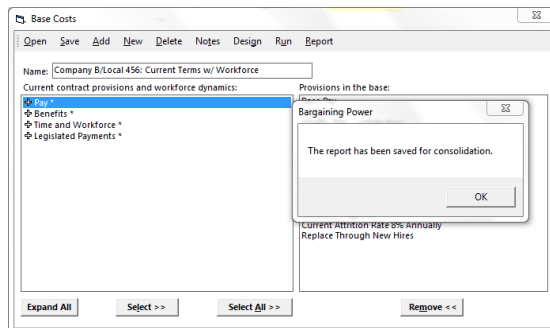 Base Costs
Open Save Add New Delete Notes Design Run Report
Name: Company B/Local 456: Current Terms w/ Workforce
Current contract provisions and workforce dynamics:
Provisions in the base:
Pay *
Benefits *
Time and Workforce *
Legislated Payments *
Base Pay
Bargaining Power
The report has been saved for consolidation.
OK
Current Attrition Rate 8% Annually
Replace Through New Hires
Expand All Select >> Select All >> Remove <<